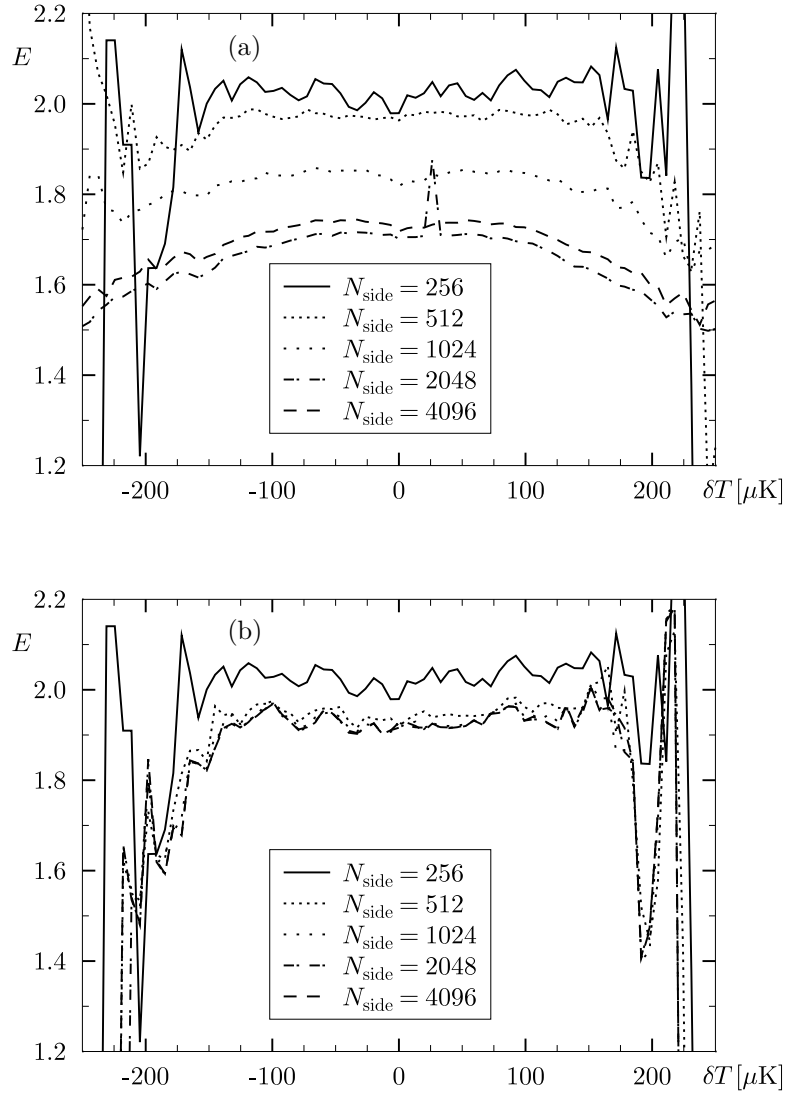 (a)
E
2.2
2.0
1.8
1.6
1.4
1.2
N_side = 256
N_side = 512
N_side = 1024
N_side = 2048
N_side = 4096
-200 -100 0 100 200 δT [μK]
(b)
E
2.2
2.0
1.8
1.6
1.4
1.2
N_side = 256
N_side = 512
N_side = 1024
N_side = 2048
N_side = 4096
-200 -100 0 100 200 δT [μK]